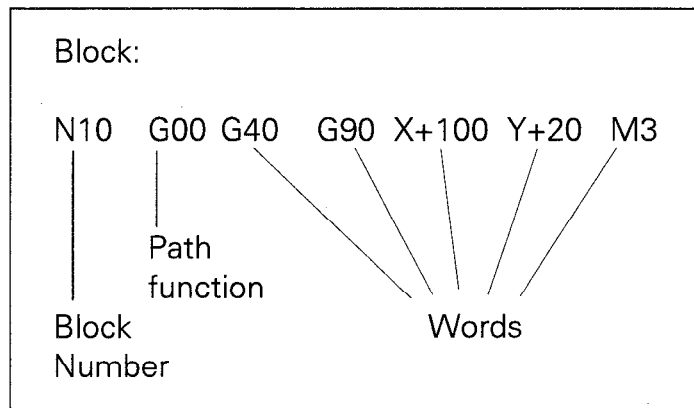 Block:
N10 G00 G40 G90 X+100 Y+20 M3
Path
function
Block
Number
Words